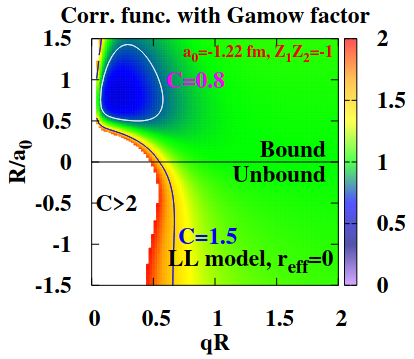 Corr. func. with Gamow factor
a₀=-1.22 fm, Z₁Z₂=-1
C=0.8
Bound
Unbound
C>2
C=1.5
LL model, r_eff=0
R/a₀
1.5
1
0.5
0
-0.5
-1
-1.5
0 0.5 1 1.5 2
qR
2
1.5
1
0.5
0